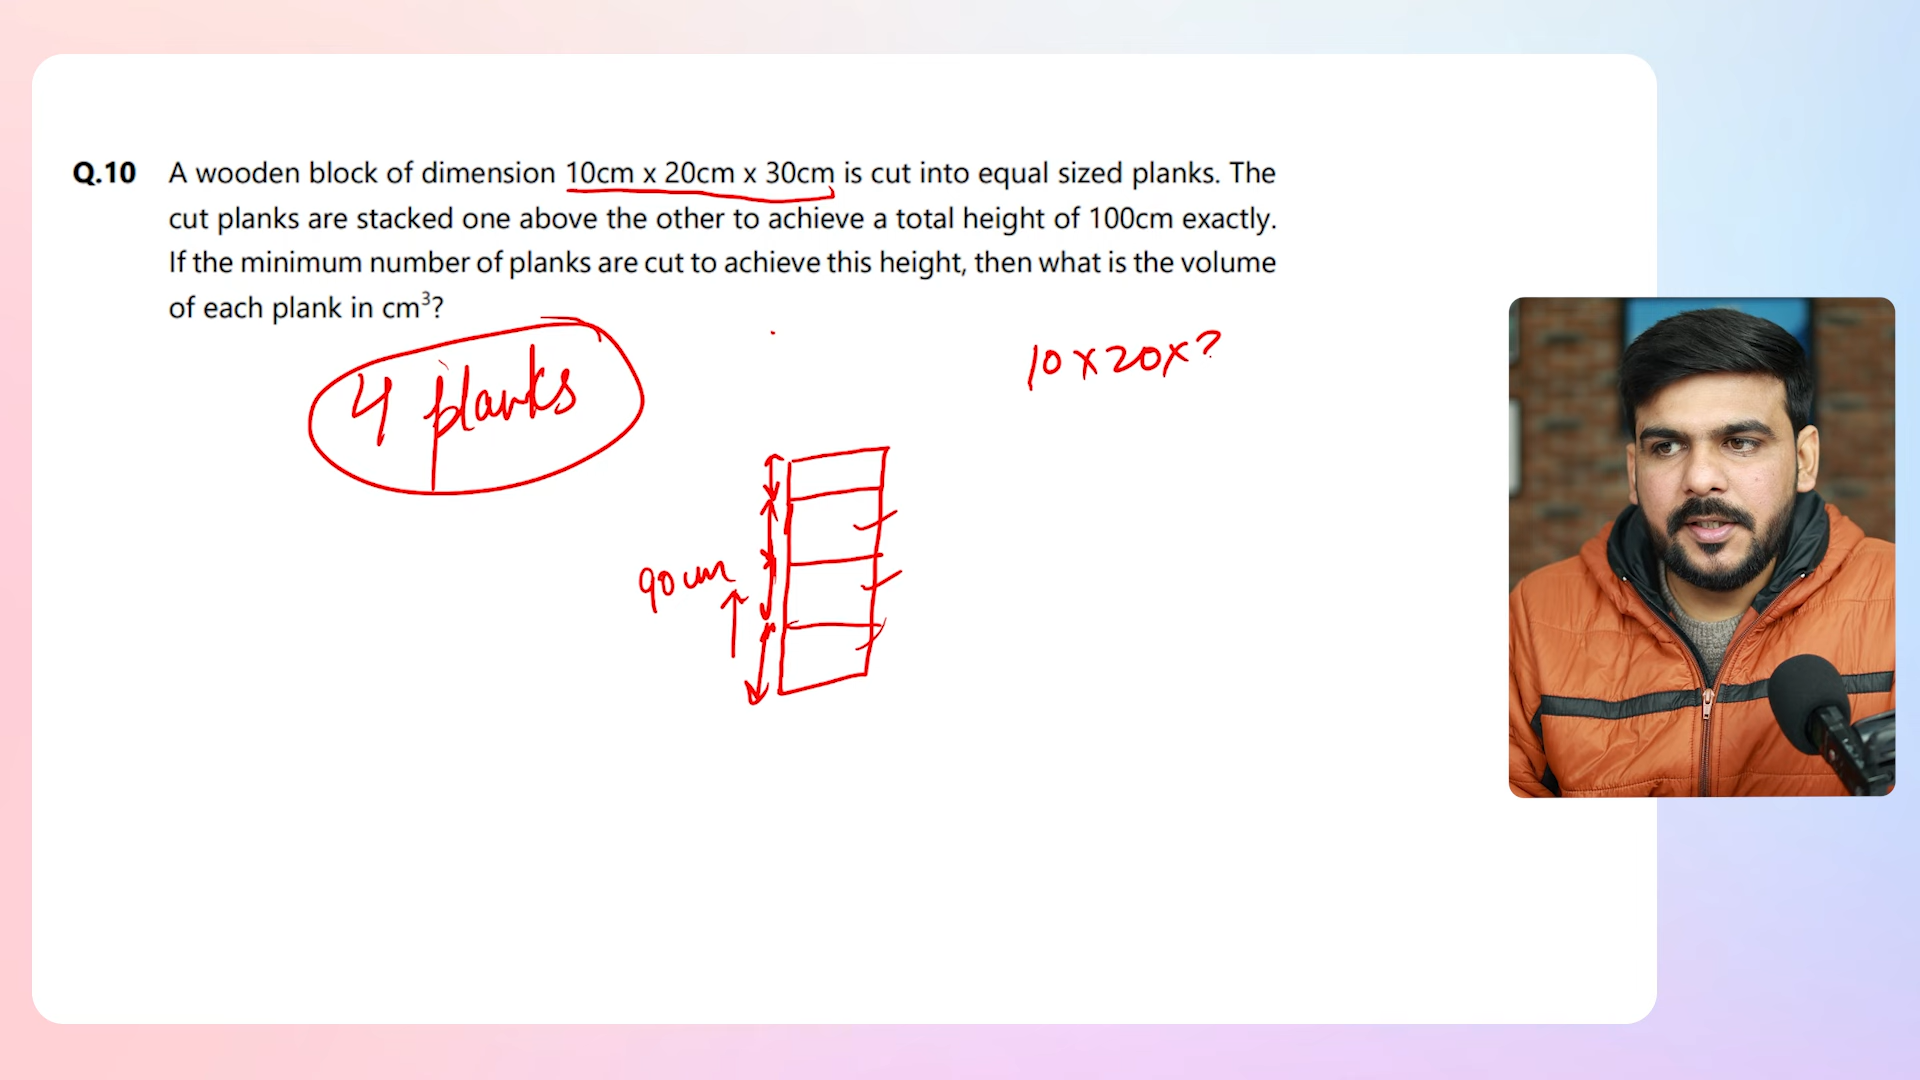 Q.10 A wooden block of dimension 10cm x 20cm x 30cm is cut into equal sized planks. The
cut planks are stacked one above the other to achieve a total height of 100cm exactly.
If the minimum number of planks are cut to achieve this height, then what is the volume
of each plank in cm³?
4 planks
10 x 20 x ?
90 cm